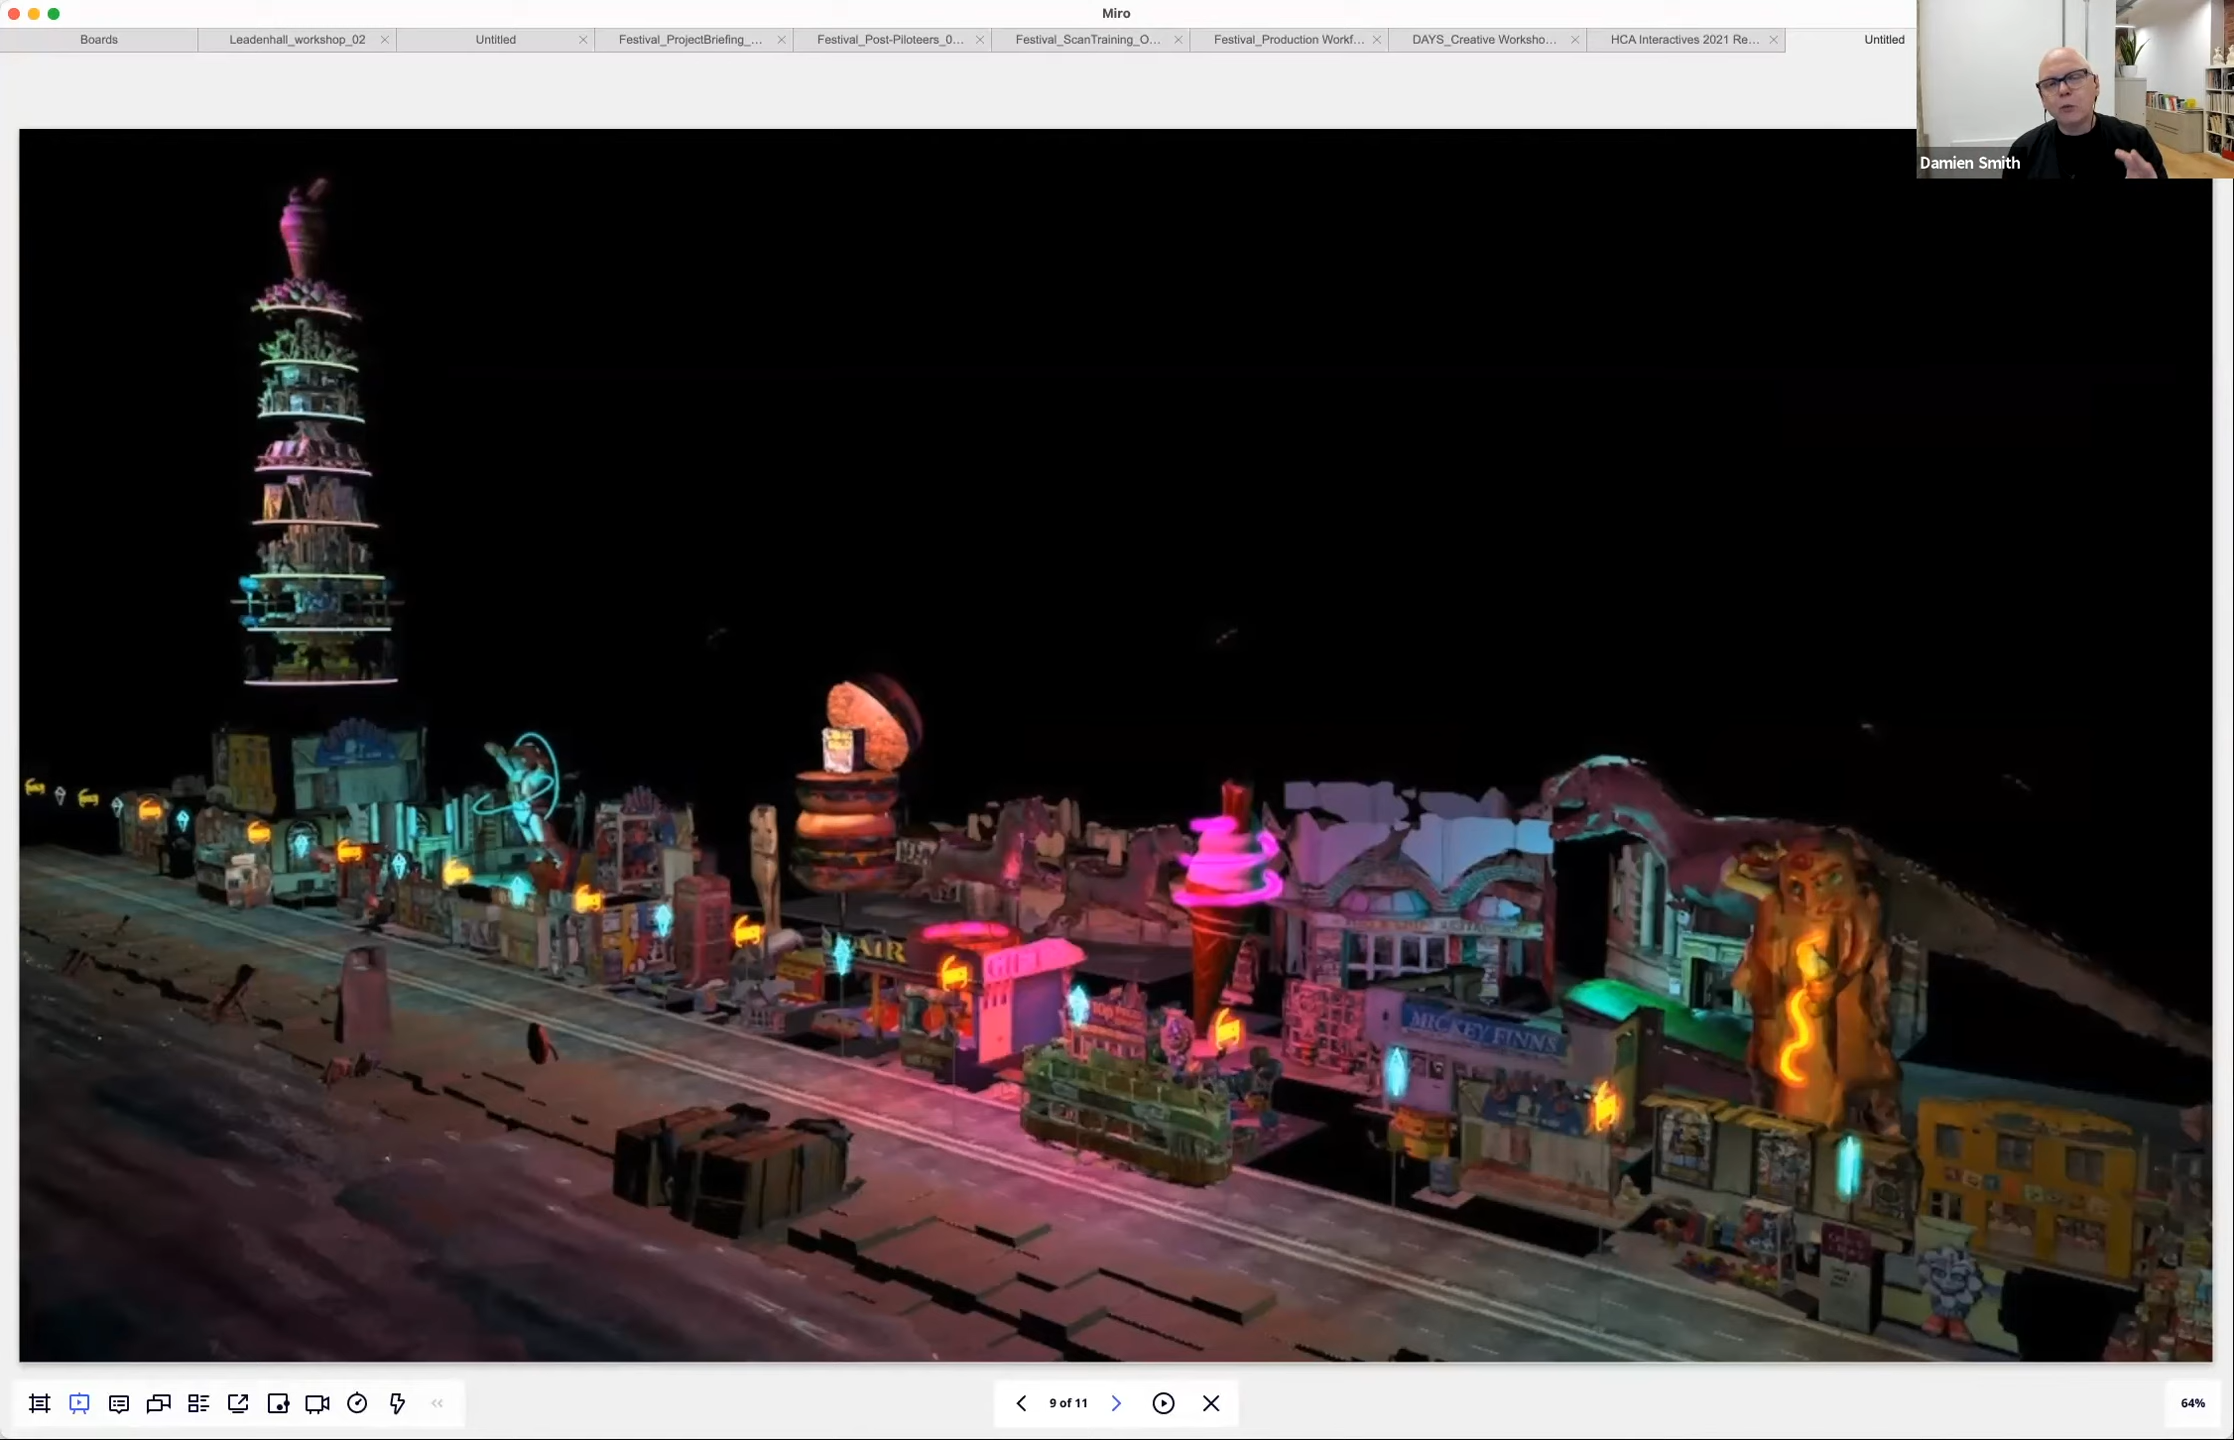 Miro
Boards
Leadenhall_workshop_02
Untitled
Festival_ProjectBriefing_...
Festival_Post-Piloteers_0...
Festival_ScanTraining_O...
Festival_Production Workf...
DAYS_Creative Worksho...
HCA Interactives 2021 Re...
Untitled
Damien Smith
AIR
GIFT
MICKEY FINNS
9 of 11
64%